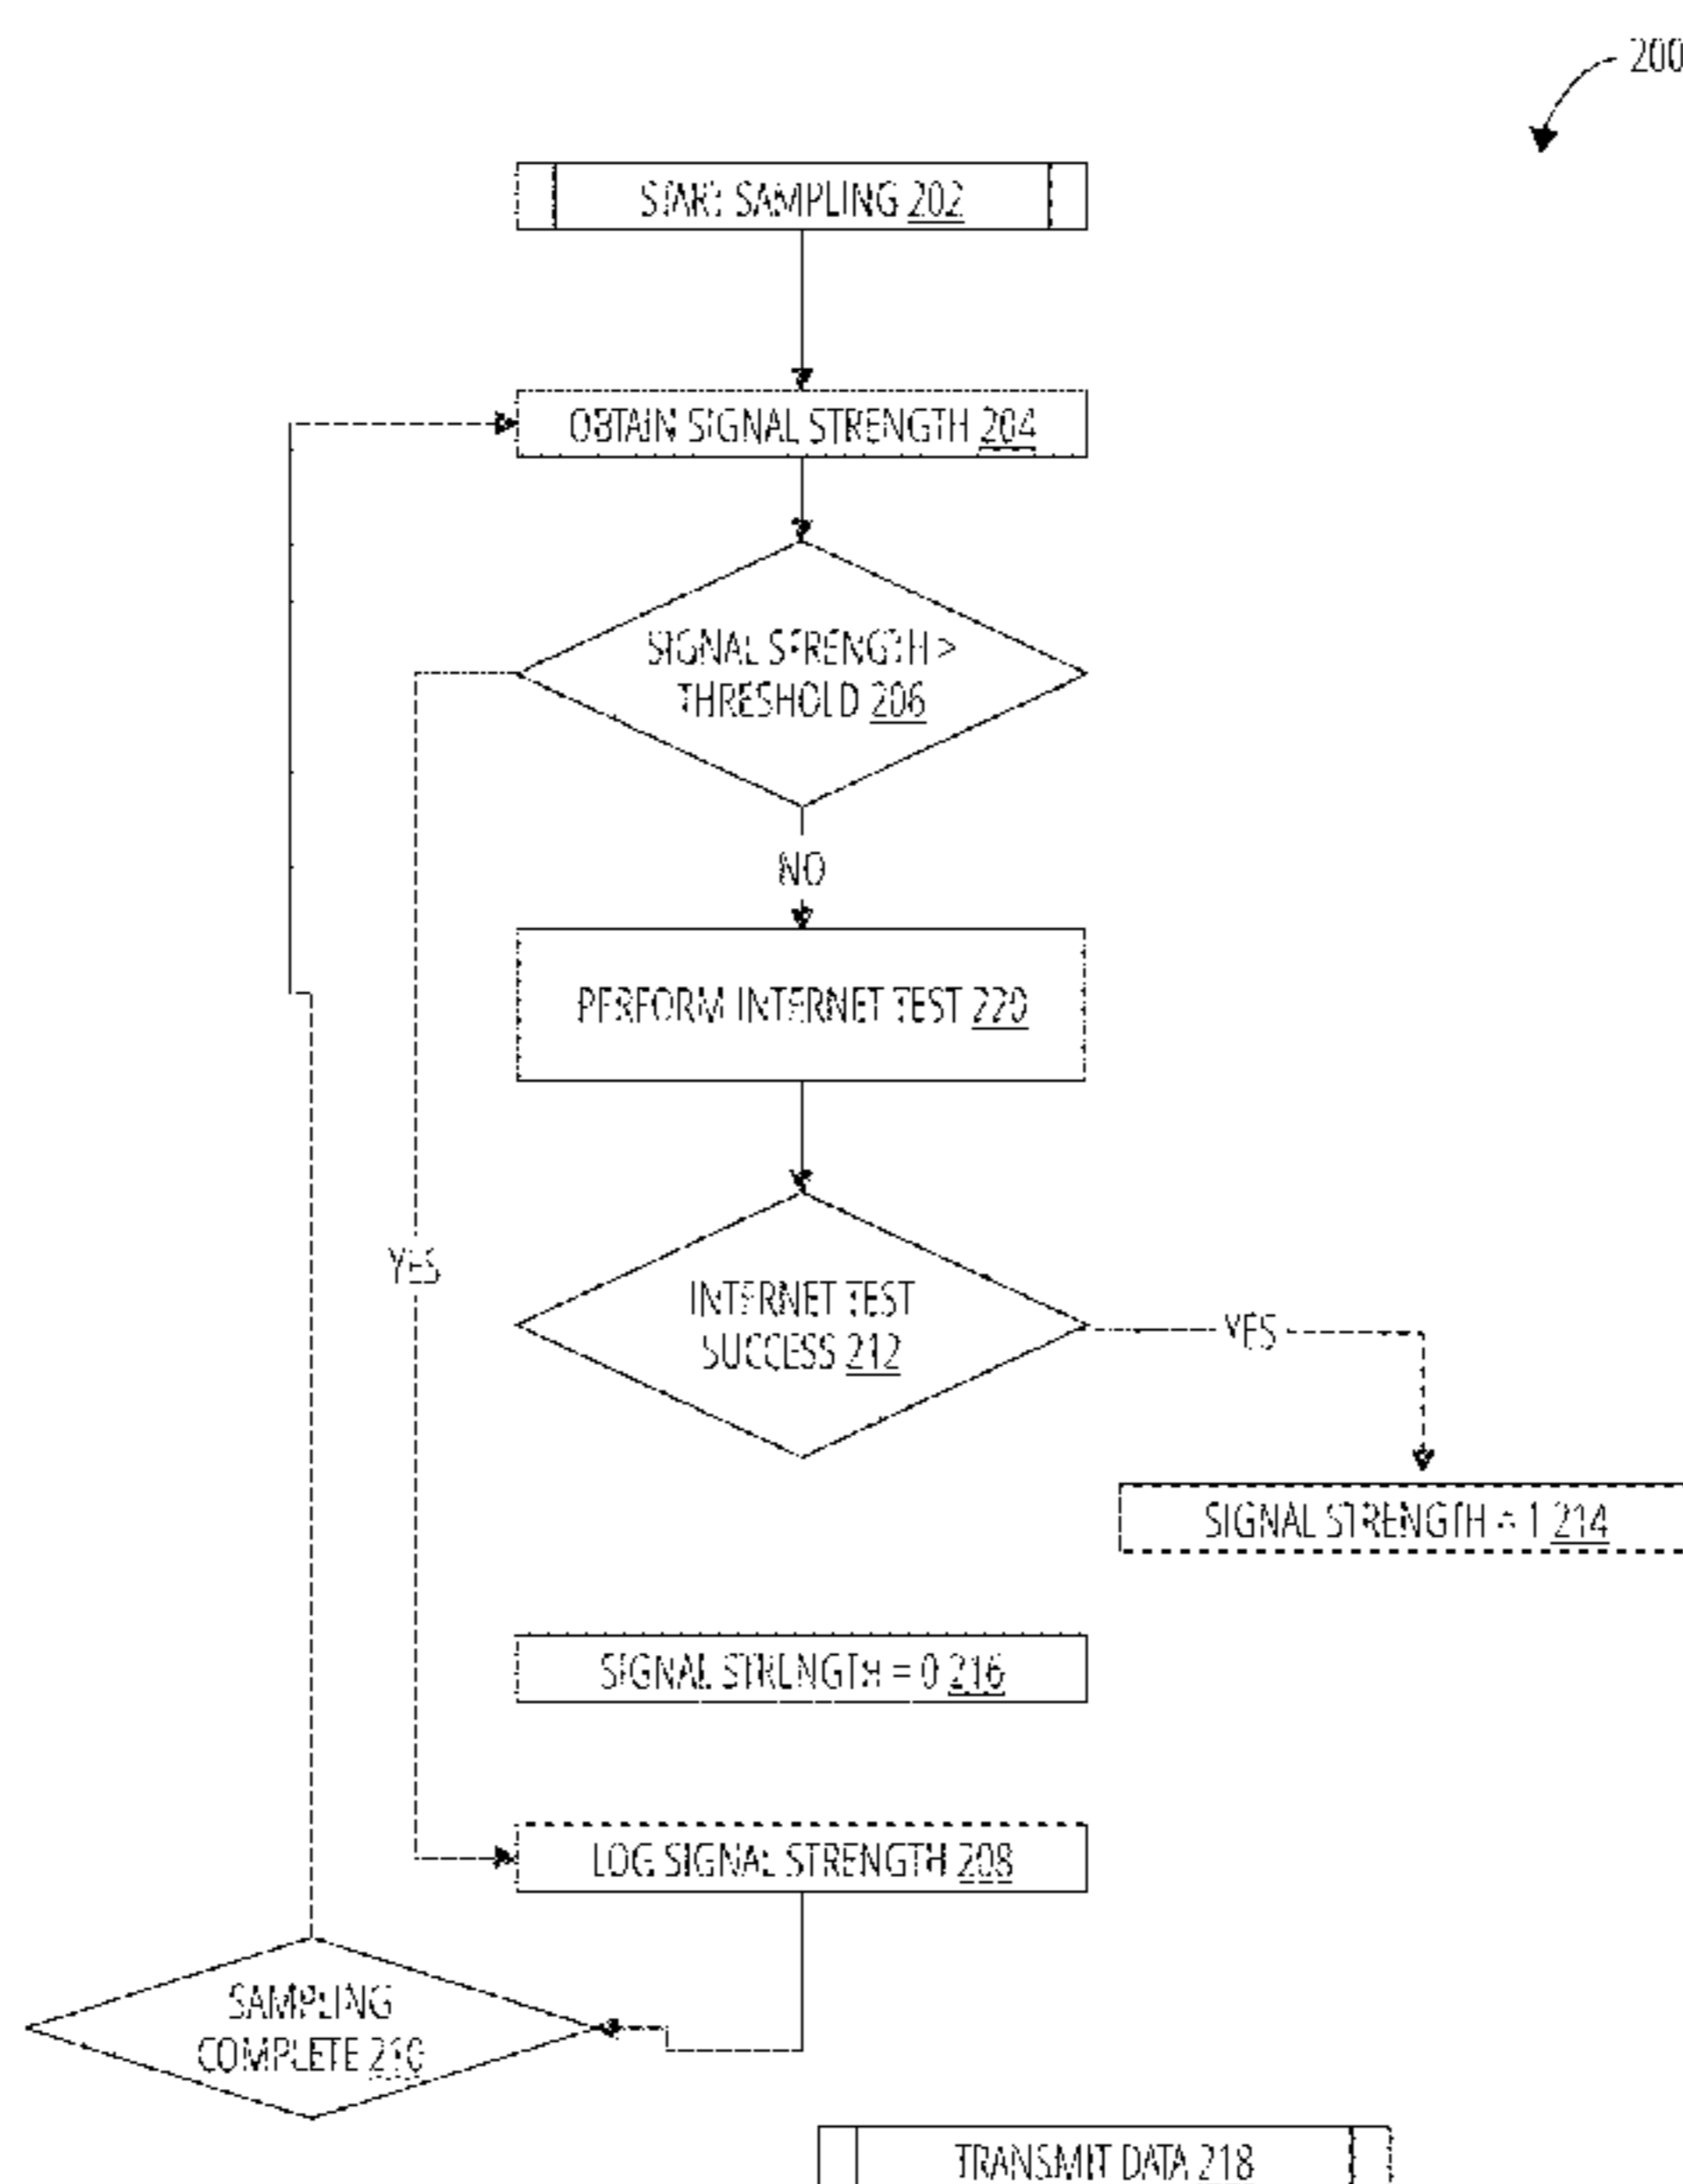 200
START SAMPLING 202
OBTAIN SIGNAL STRENGTH 204
SIGNAL STRENGTH >
THRESHOLD 206
NO
PERFORM INTERNET TEST 220
YES
INTERNET TEST
SUCCESS 212
YES
SIGNAL STRENGTH = 1 214
SIGNAL STRENGTH = 0 216
LOG SIGNAL STRENGTH 208
SAMPLING
COMPLETE 210
TRANSMIT DATA 218